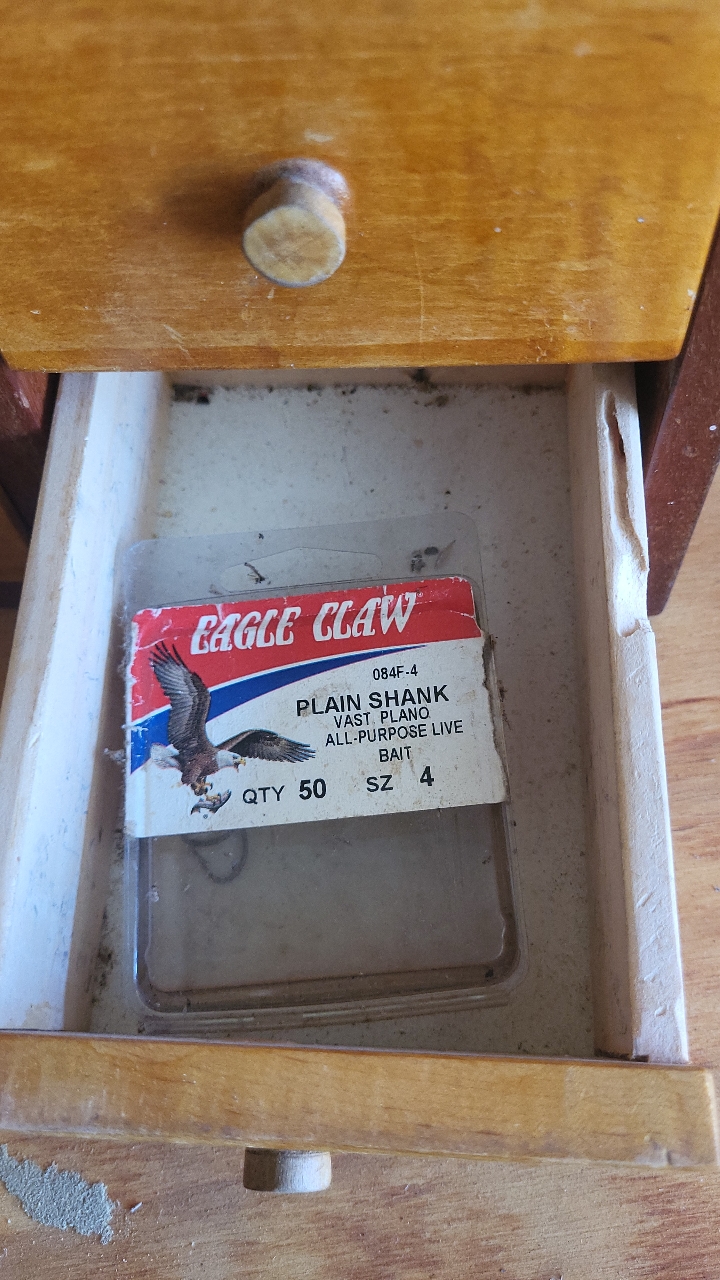 EAGLE CLAW
084F-4
PLAIN SHANK
VAST PLANO
ALL-PURPOSE LIVE
BAIT
QTY 50 SZ 4